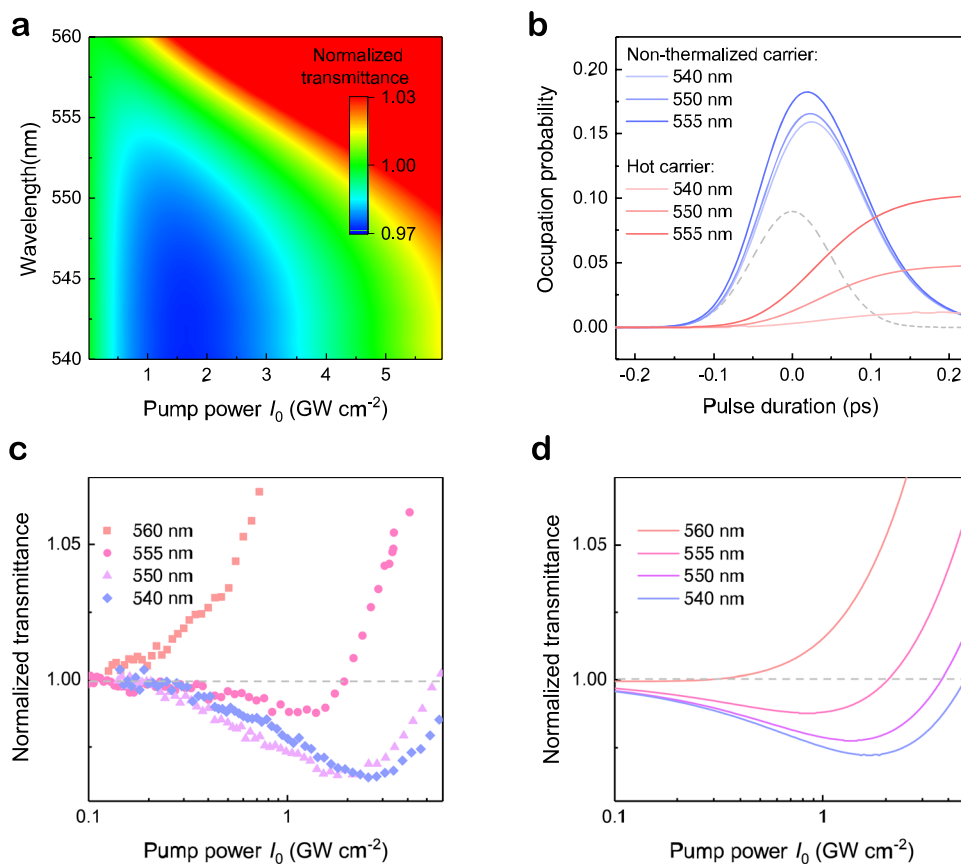 a
560
555
550
545
540
Wavelength(nm)
1
2
3
4
5
Pump power I₀ (GW cm⁻²)
Normalized
transmittance
1.03
1.00
0.97
b
0.20
0.15
0.10
0.05
0.00
Occupation probability
Non-thermalized carrier:
540 nm
550 nm
555 nm
Hot carrier:
540 nm
550 nm
555 nm
-0.2
-0.1
0.0
0.1
0.2
Pulse duration (ps)
c
1.05
1.00
Normalized transmittance
560 nm
555 nm
550 nm
540 nm
0.1
1
Pump power I₀ (GW cm⁻²)
d
1.05
1.00
Normalized transmittance
560 nm
555 nm
550 nm
540 nm
0.1
1
Pump power I₀ (GW cm⁻²)